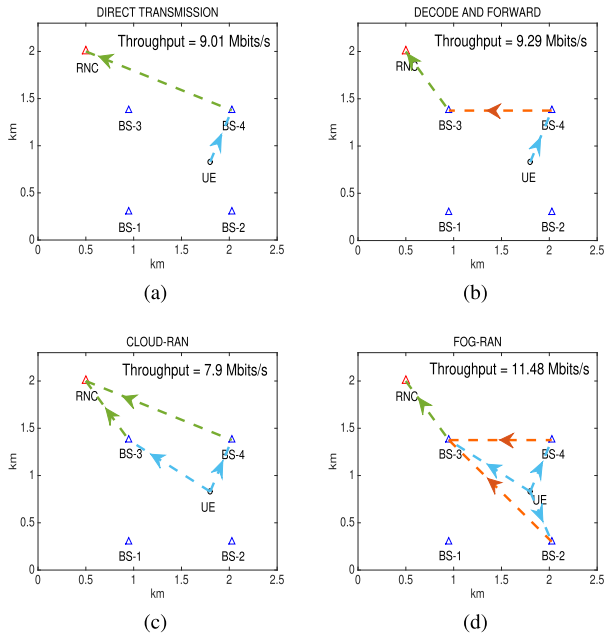 DIRECT TRANSMISSION
Throughput = 9.01 Mbits/s
RNC
BS-3
BS-4
UE
BS-1
BS-2
0
0.5
1
1.5
2
0
0.5
1
1.5
2
2.5
km
km
(a)
DECODE AND FORWARD
Throughput = 9.29 Mbits/s
RNC
BS-3
BS-4
UE
BS-1
BS-2
0
0.5
1
1.5
2
0
0.5
1
1.5
2
2.5
km
km
(b)
CLOUD-RAN
Throughput = 7.9 Mbits/s
RNC
BS-3
BS-4
UE
BS-1
BS-2
0
0.5
1
1.5
2
0
0.5
1
1.5
2
2.5
km
km
(c)
FOG-RAN
Throughput = 11.48 Mbits/s
RNC
BS-3
BS-4
UE
BS-1
BS-2
0
0.5
1
1.5
2
0
0.5
1
1.5
2
2.5
km
km
(d)